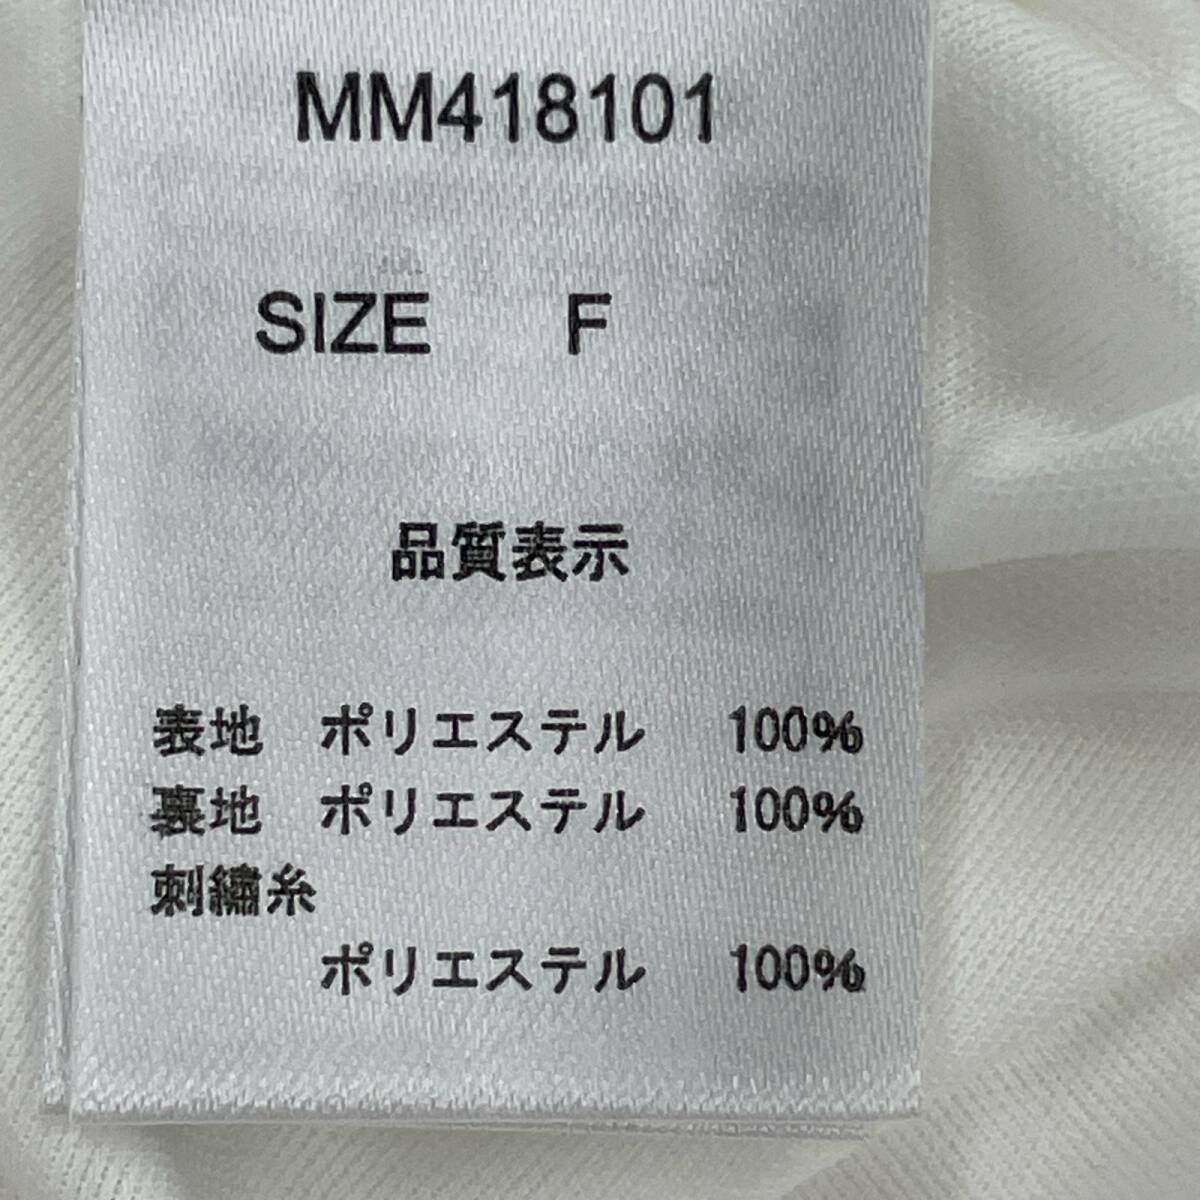 MM418101
SIZE F
品質表示
表地 ポリエステル 100%
裏地 ポリエステル 100%
刺繍糸
ポリエステル 100%